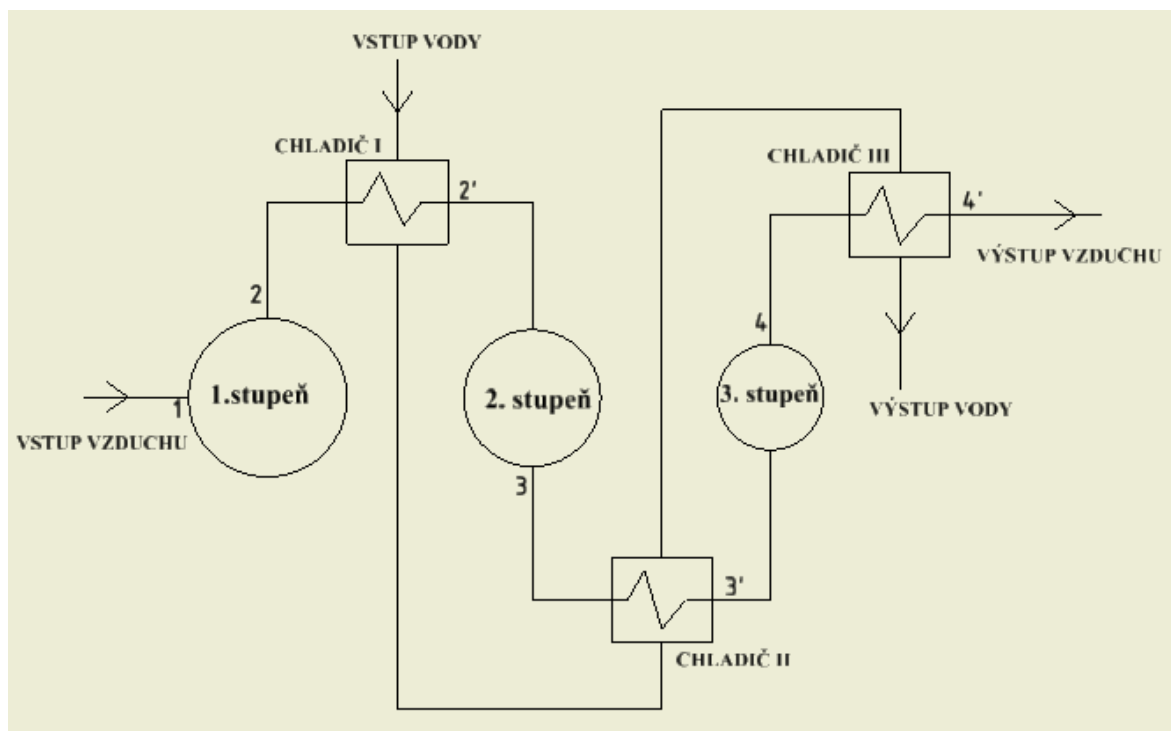 VSTUP VODY
CHLADIČ I
2'
2
1.stupeň
1
VSTUP VZDUCHU
2. stupeň
3
CHLADIČ II
3'
CHLADIČ III
4'
VÝSTUP VZDUCHU
4
3. stupeň
VÝSTUP VODY